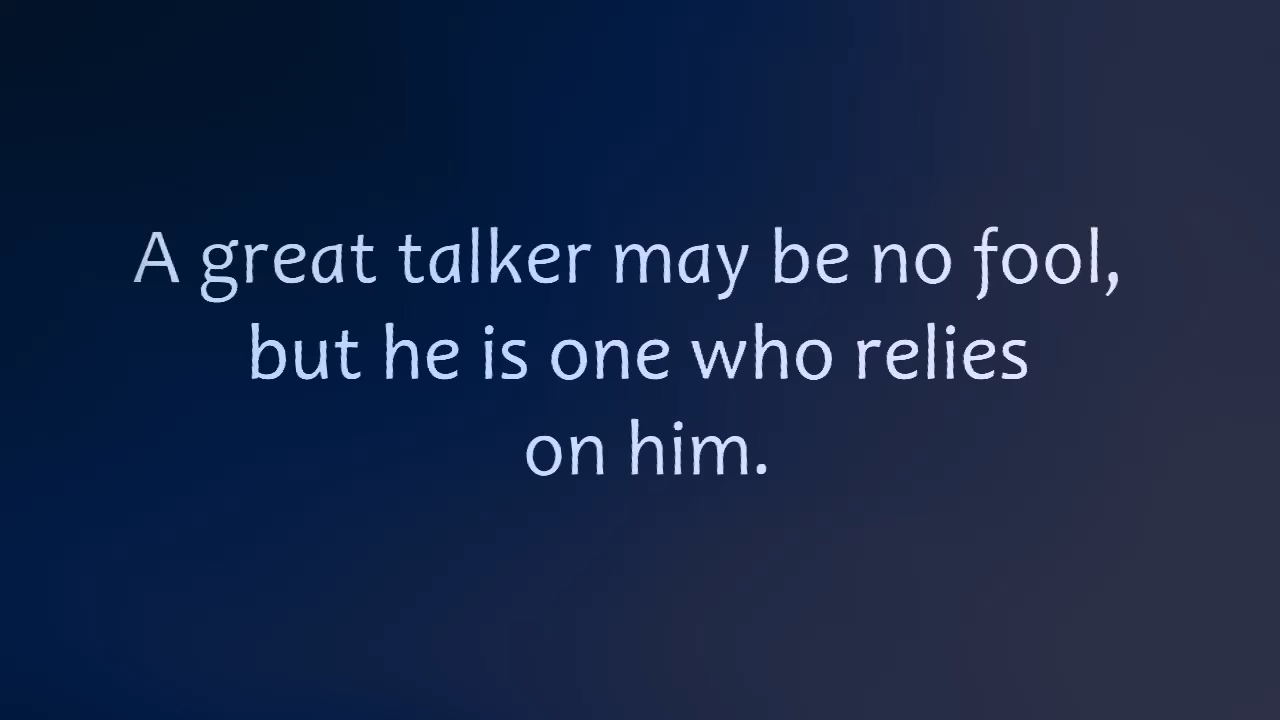 A great talker may be no fool,
but he is one who relies
on him.